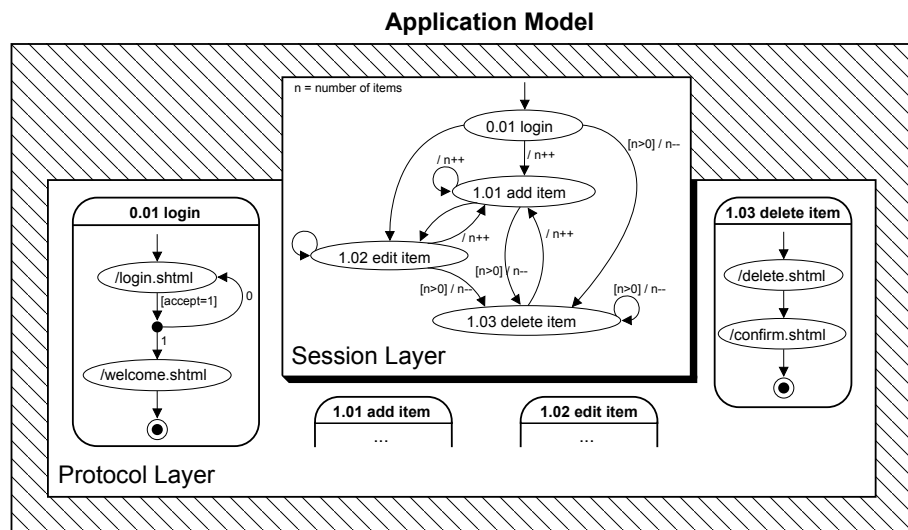 Application Model
n = number of items
0.01 login
[n>0] / n--
/ n++
/ n++
1.01 add item
1.02 edit item
/ n++
/ n++
[n>0] / n--
[n>0] / n--
[n>0] / n--
1.03 delete item
Session Layer
0.01 login
/login.shtml
0
[accept=1]
1
/welcome.shtml
1.03 delete item
/delete.shtml
/confirm.shtml
1.01 add item
...
1.02 edit item
...
Protocol Layer